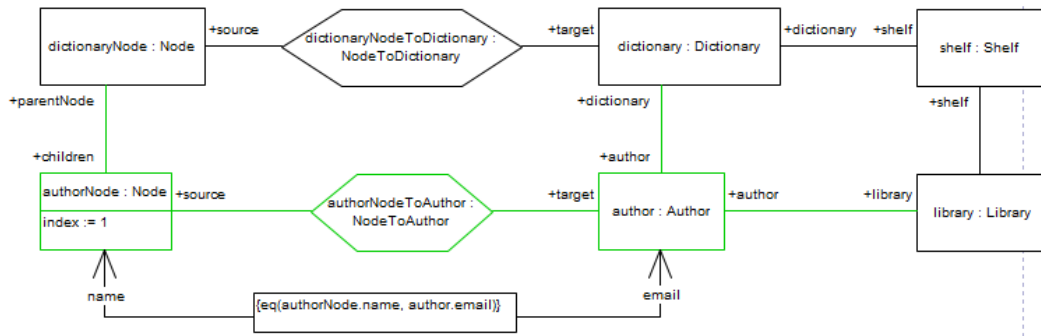 +source
dictionaryNodeToDictionary :
NodeToDictionary
+target
+dictionary
+shelf
dictionaryNode : Node
dictionary : Dictionary
shelf : Shelf
+parentNode
+dictionary
+shelf
+children
+author
authorNode : Node
index := 1
+source
authorNodeToAuthor :
NodeToAuthor
+target
author : Author
+author
+library
library : Library
name
{eq(authorNode.name, author.email)}
email